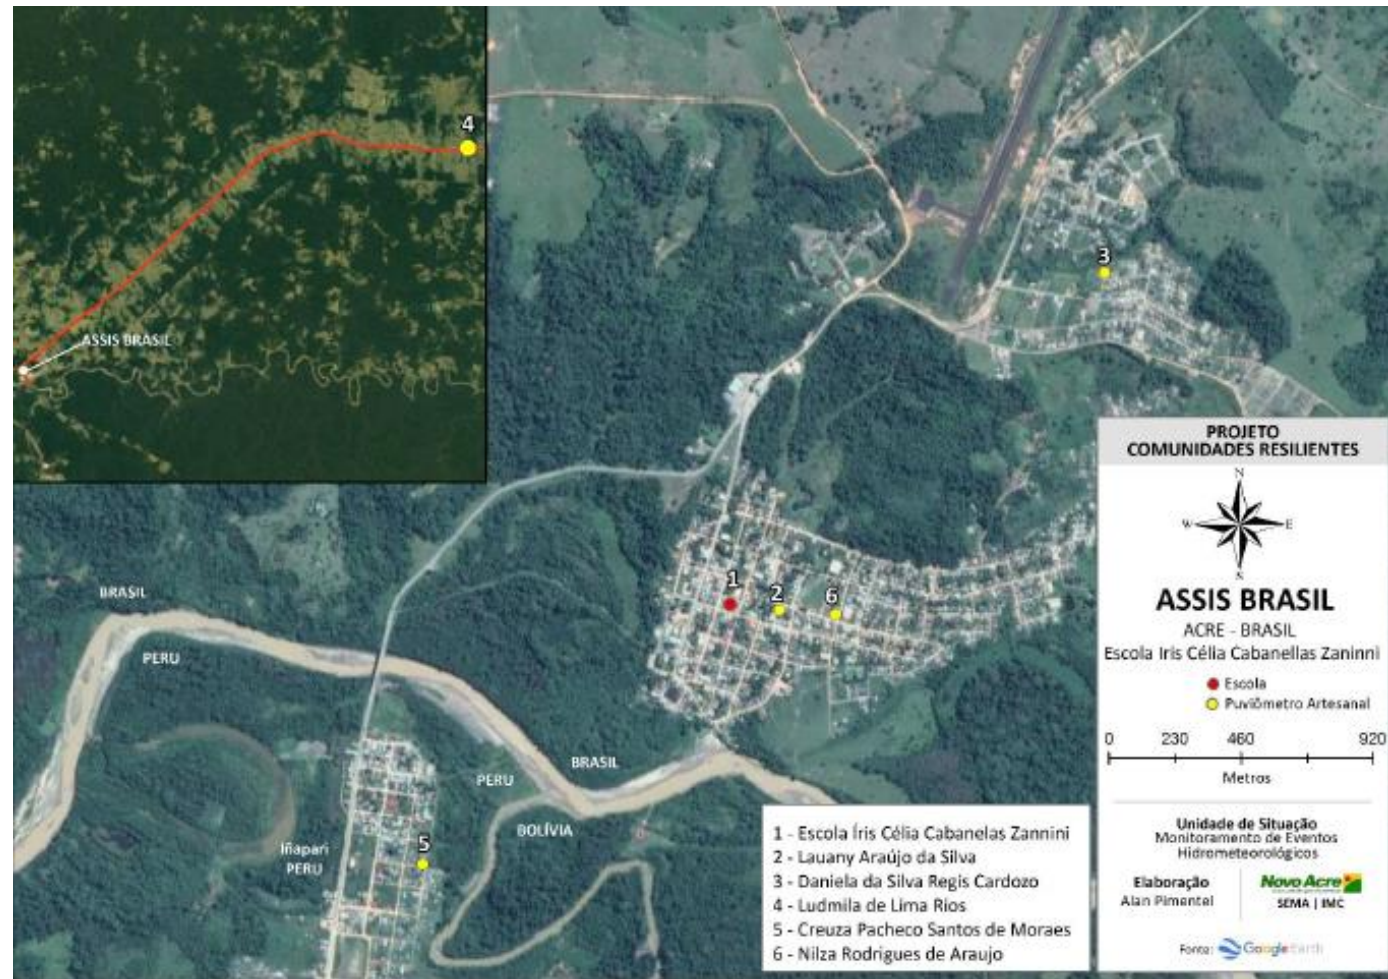 4
ASSIS BRASIL
3
BRASIL
PERU
1
2
6
BRASIL
PERU
BOLÍVIA
Iñapari
PERU
5
PROJETO
COMUNIDADES RESILIENTES
N
W E
ASSIS BRASIL
ACRE - BRASIL
Escola Iris Célia Cabanellas Zaninni
Escola
Puviômetro Artesanal
0 230 460 920
Metros
Unidade de Situação
Monitoramento de Eventos
Hidrometeorológicos
Elaboração
Alan Pimentel
Novo Acre
SEMA | IMC
Fonte: Google earth
1 - Escola Íris Célia Cabanelas Zannini
2 - Lauany Araújo da Silva
3 - Daniela da Silva Regis Cardozo
4 - Ludmila de Lima Rios
5 - Creuza Pacheco Santos de Moraes
6 - Nilza Rodrigues de Araujo